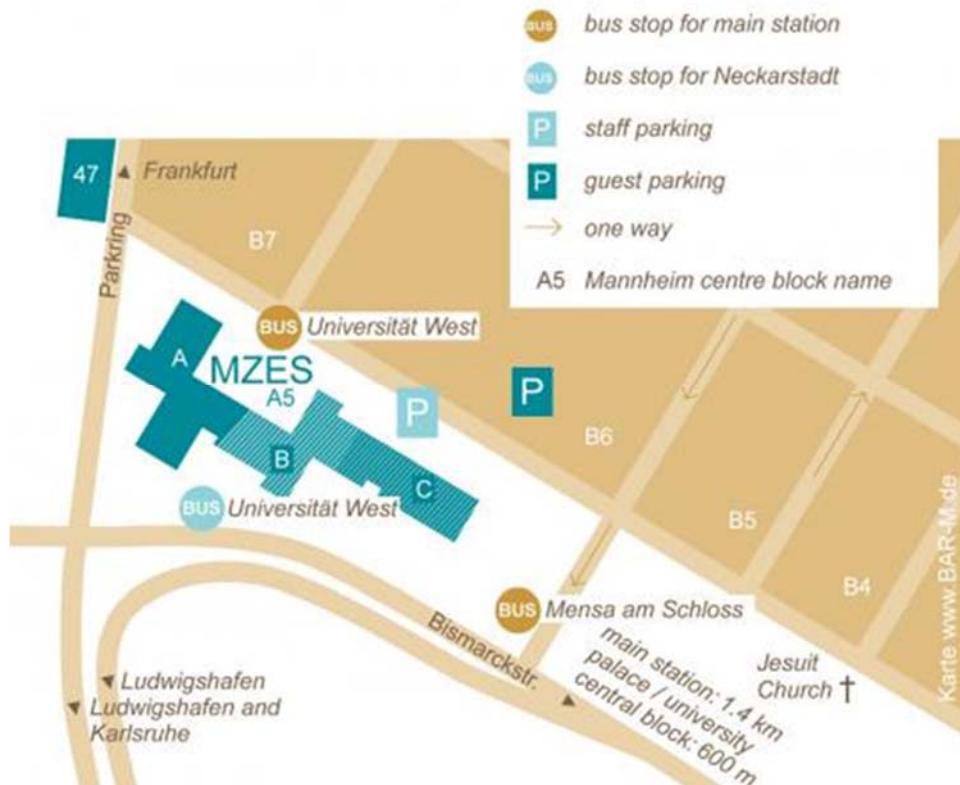 BUS bus stop for main station
BUS bus stop for Neckarstadt
P staff parking
P guest parking
one way
A5 Mannheim centre block name
47
Frankfurt
Parkring
B7
BUS Universität West
A
MZES
A5
P
P
B6
B
C
BUS Universität West
B5
B4
BUS Mensa am Schloss
Bismarckstr.
main station: 1.4 km
palace / university
central block: 600 m
Jesuit
Church
Ludwigshafen
Ludwigshafen and
Karlsruhe
Karte www.BAR-M.de